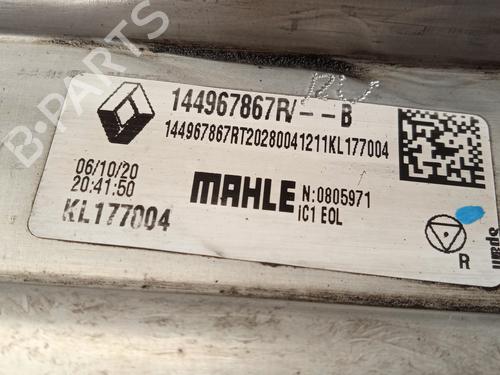 144967867R/--B
144967867RT20280041211KL177004
06/10/20
20:41:50
MAHLE
N:0805971
IC1 EOL
KL177004
R
B-PARTS